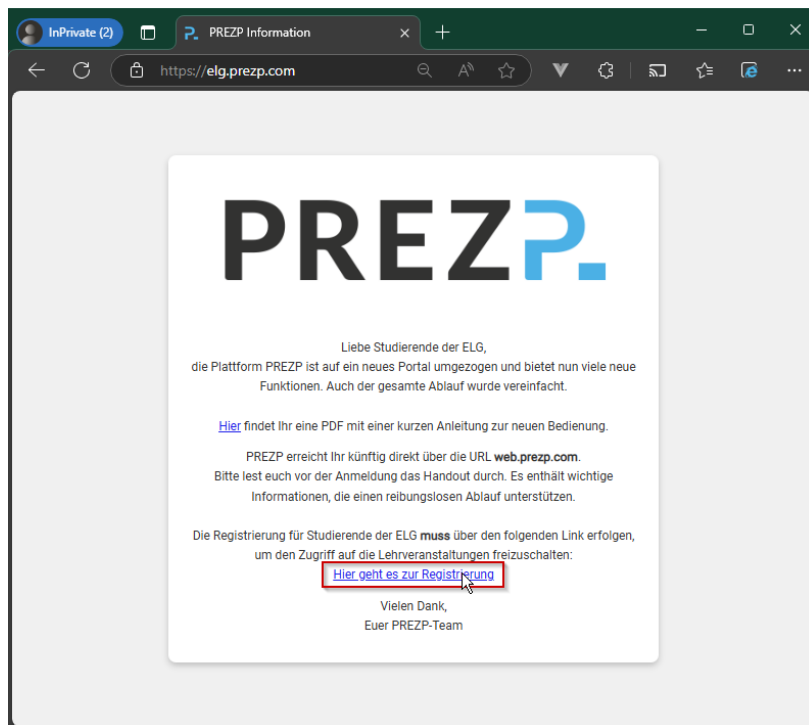 InPrivate (2)
PREZP Information
https://elg.prezp.com
PREZP.
Liebe Studierende der ELG,
die Plattform PREZP ist auf ein neues Portal umgezogen und bietet nun viele neue
Funktionen. Auch der gesamte Ablauf wurde vereinfacht.
Hier findet Ihr eine PDF mit einer kurzen Anleitung zur neuen Bedienung.
PREZP erreicht Ihr künftig direkt über die URL web.prezp.com.
Bitte lest euch vor der Anmeldung das Handout durch. Es enthält wichtige
Informationen, die einen reibungslosen Ablauf unterstützen.
Die Registrierung für Studierende der ELG muss über den folgenden Link erfolgen,
um den Zugriff auf die Lehrveranstaltungen freizuschalten:
Hier geht es zur Registrierung
Vielen Dank,
Euer PREZP-Team